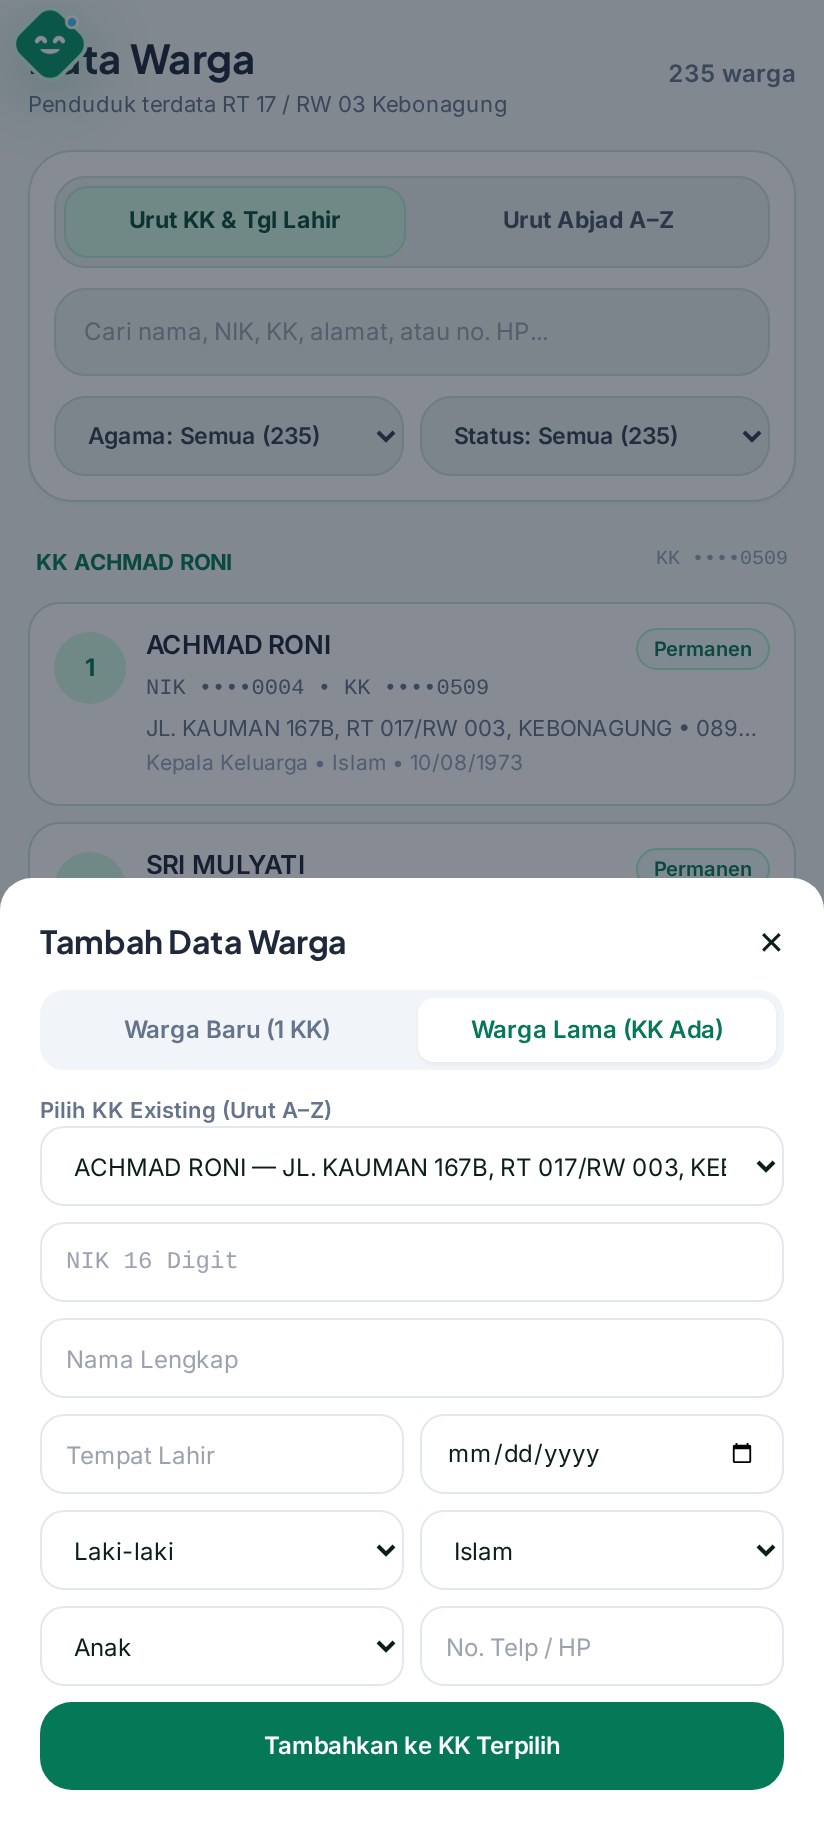 ata Warga
235 warga
Penduduk terdata RT 17 / RW 03 Kebonagung
Urut KK & Tgl Lahir
Urut Abjad A–Z
Cari nama, NIK, KK, alamat, atau no. HP...
Agama: Semua (235)
Status: Semua (235)
KK ACHMAD RONI
KK ••••0509
1
ACHMAD RONI
Permanen
NIK ••••0004 • KK ••••0509
JL. KAUMAN 167B, RT 017/RW 003, KEBONAGUNG • 089...
Kepala Keluarga • Islam • 10/08/1973
SRI MULYATI
Permanen
Tambah Data Warga
Warga Baru (1 KK)
Warga Lama (KK Ada)
Pilih KK Existing (Urut A–Z)
ACHMAD RONI — JL. KAUMAN 167B, RT 017/RW 003, KEE
NIK 16 Digit
Nama Lengkap
Tempat Lahir
mm/dd/yyyy
Laki-laki
Islam
Anak
No. Telp / HP
Tambahkan ke KK Terpilih